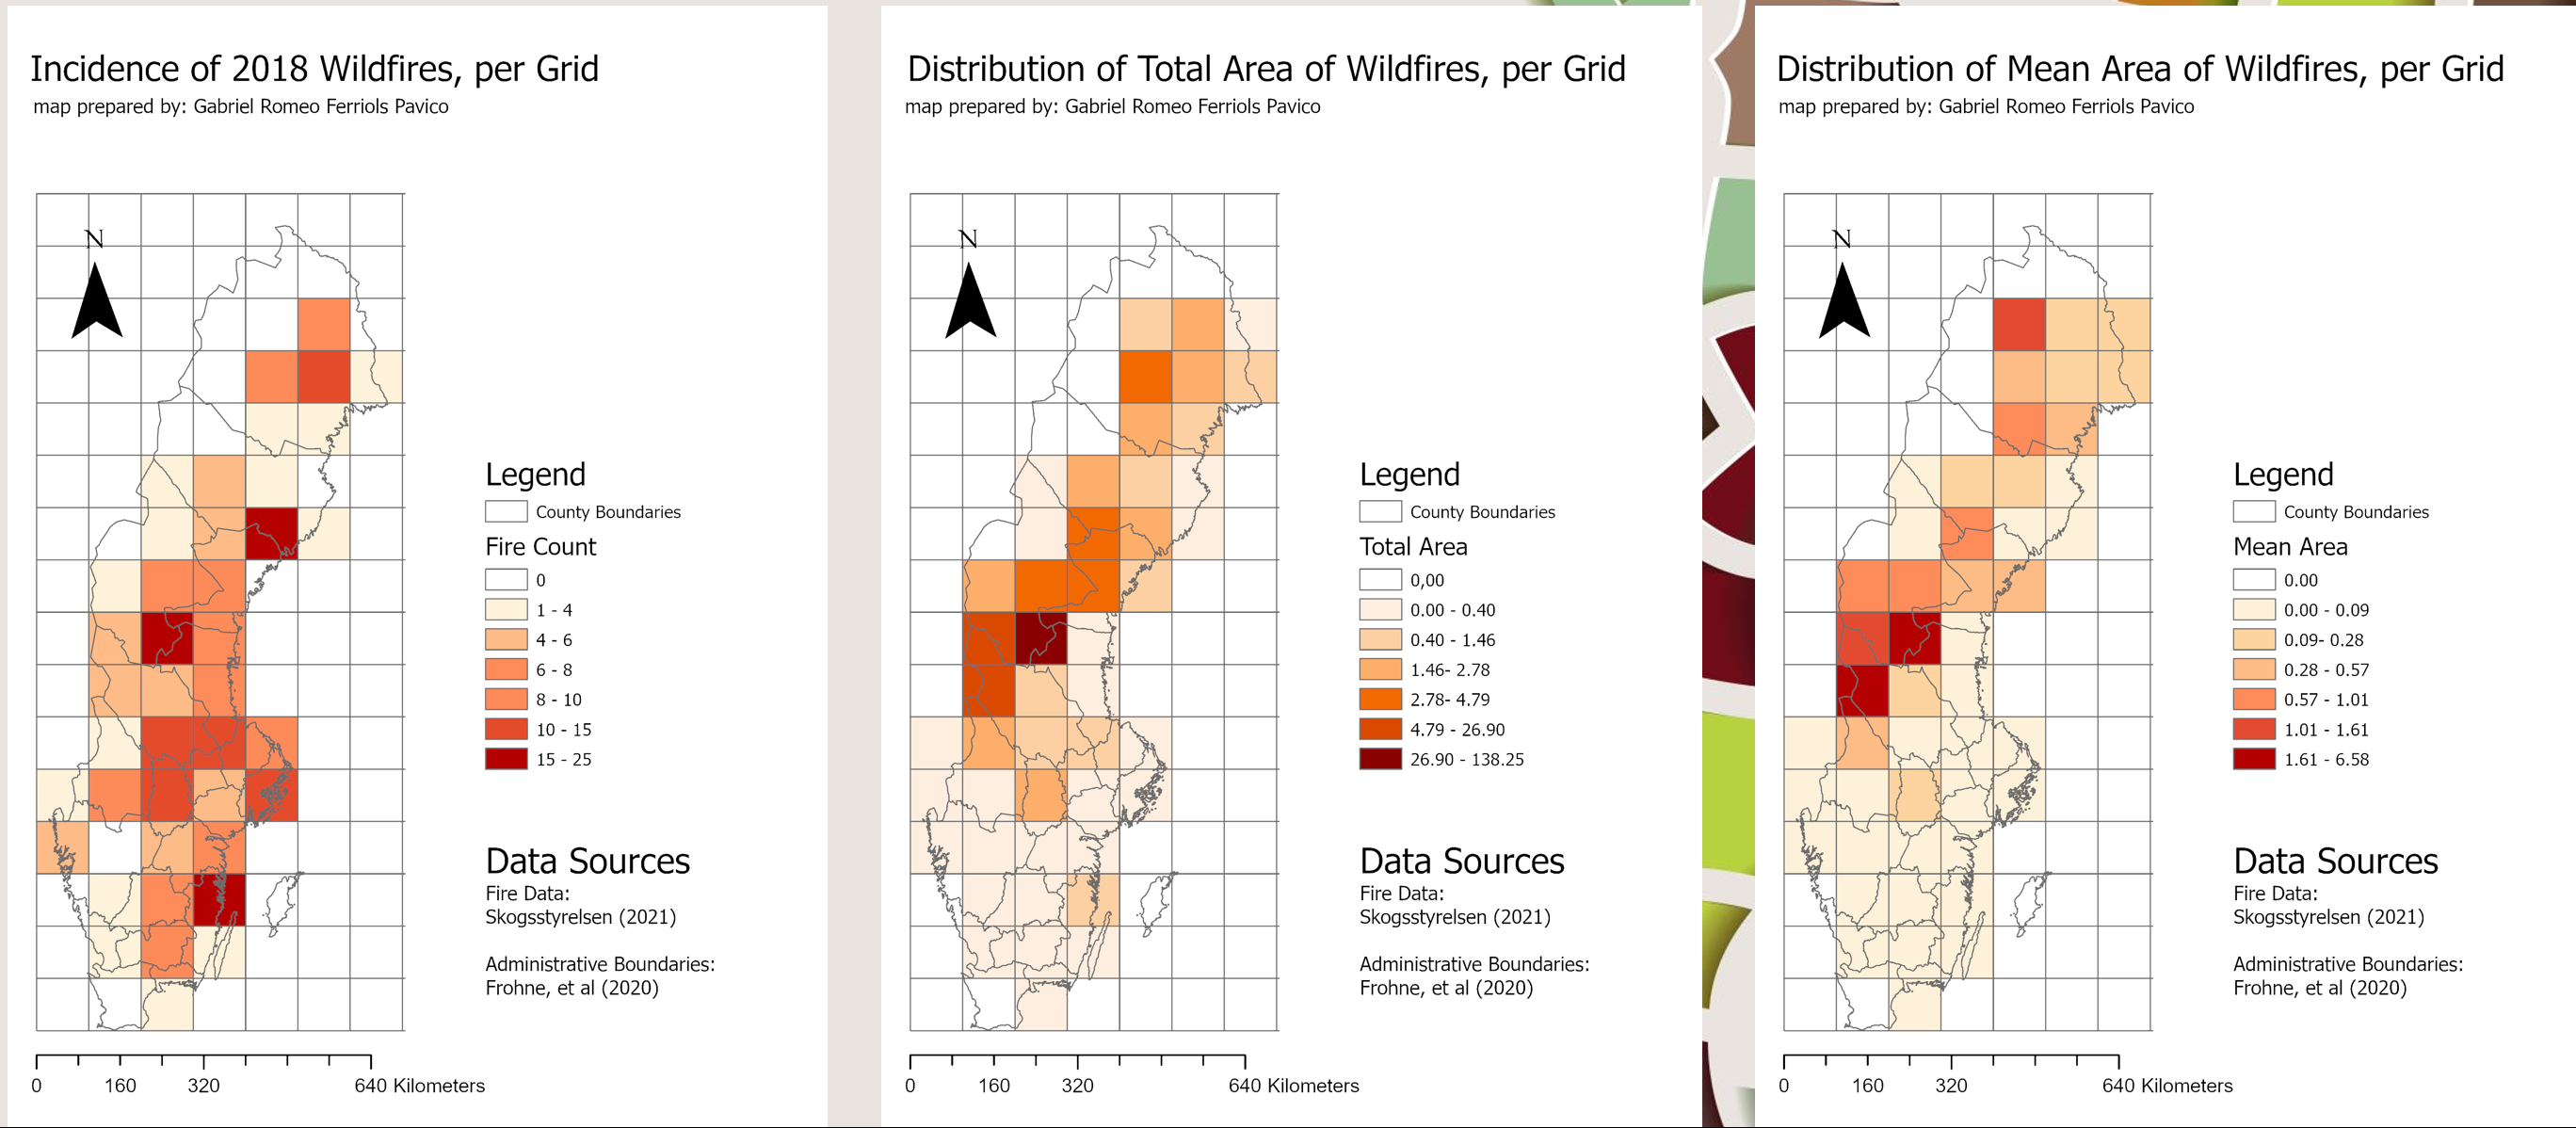 Incidence of 2018 Wildfires, per Grid
map prepared by: Gabriel Romeo Ferriols Pavico
N
Legend
County Boundaries
Fire Count
0
1 - 4
4 - 6
6 - 8
8 - 10
10 - 15
15 - 25
Data Sources
Fire Data:
Skogsstyrelsen (2021)
Administrative Boundaries:
Frohne, et al (2020)
0 160 320 640 Kilometers
Distribution of Total Area of Wildfires, per Grid
map prepared by: Gabriel Romeo Ferriols Pavico
N
Legend
County Boundaries
Total Area
0,00
0.00 - 0.40
0.40 - 1.46
1.46- 2.78
2.78- 4.79
4.79 - 26.90
26.90 - 138.25
Data Sources
Fire Data:
Skogsstyrelsen (2021)
Administrative Boundaries:
Frohne, et al (2020)
0 160 320 640 Kilometers
Distribution of Mean Area of Wildfires, per Grid
map prepared by: Gabriel Romeo Ferriols Pavico
N
Legend
County Boundaries
Mean Area
0.00
0.00 - 0.09
0.09- 0.28
0.28 - 0.57
0.57 - 1.01
1.01 - 1.61
1.61 - 6.58
Data Sources
Fire Data:
Skogsstyrelsen (2021)
Administrative Boundaries:
Frohne, et al (2020)
0 160 320 640 Kilometers